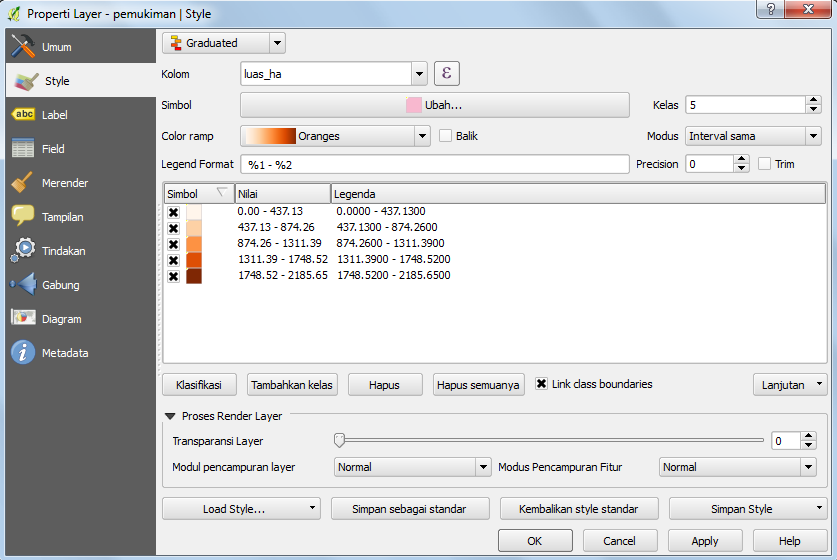 Properti Layer - pemukiman | Style
?
Umum
Style
abc Label
Field
Merender
Tampilan
Tindakan
Gabung
Diagram
Metadata
Graduated
Kolom luas_ha ε
Simbol Ubah... Kelas 5
Color ramp Oranges Balik Modus Interval sama
Legend Format %1 - %2 Precision 0 Trim
Simbol Nilai Legenda
0.00 - 437.13 0.0000 - 437.1300
437.13 - 874.26 437.1300 - 874.2600
874.26 - 1311.39 874.2600 - 1311.3900
1311.39 - 1748.52 1311.3900 - 1748.5200
1748.52 - 2185.65 1748.5200 - 2185.6500
Klasifikasi Tambahkan kelas Hapus Hapus semuanya Link class boundaries Lanjutan
Proses Render Layer
Transparansi Layer 0
Modul pencampuran layer Normal Modus Pencampuran Fitur Normal
Load Style... Simpan sebagai standar Kembalikan style standar Simpan Style
OK Cancel Apply Help